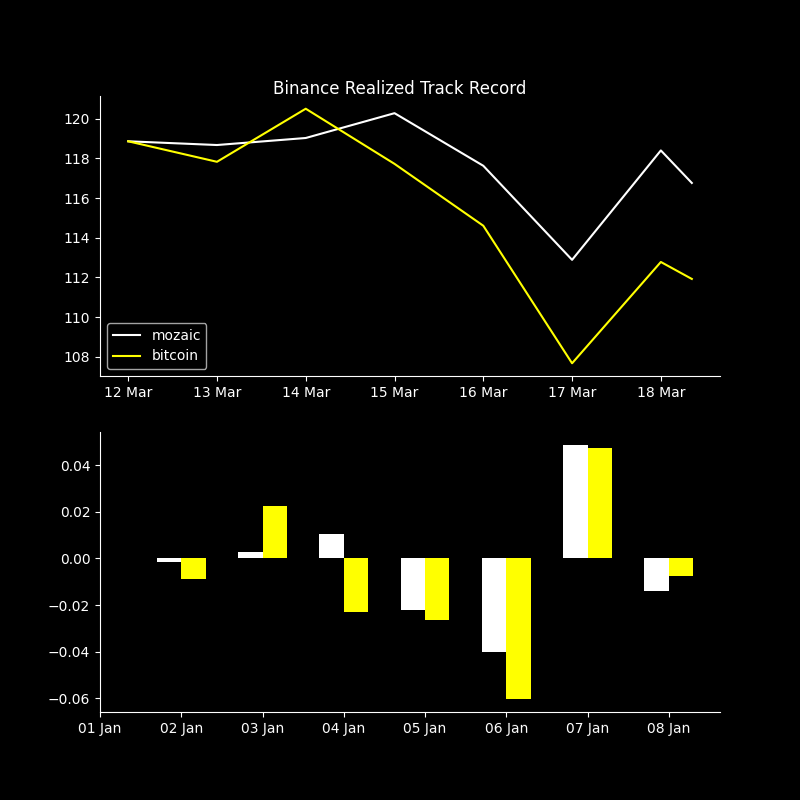 Binance Realized Track Record
120
118
116
114
112
110
108
mozaic
bitcoin
12 Mar 13 Mar 14 Mar 15 Mar 16 Mar 17 Mar 18 Mar
0.04
0.02
0.00
−0.02
−0.04
−0.06
01 Jan 02 Jan 03 Jan 04 Jan 05 Jan 06 Jan 07 Jan 08 Jan